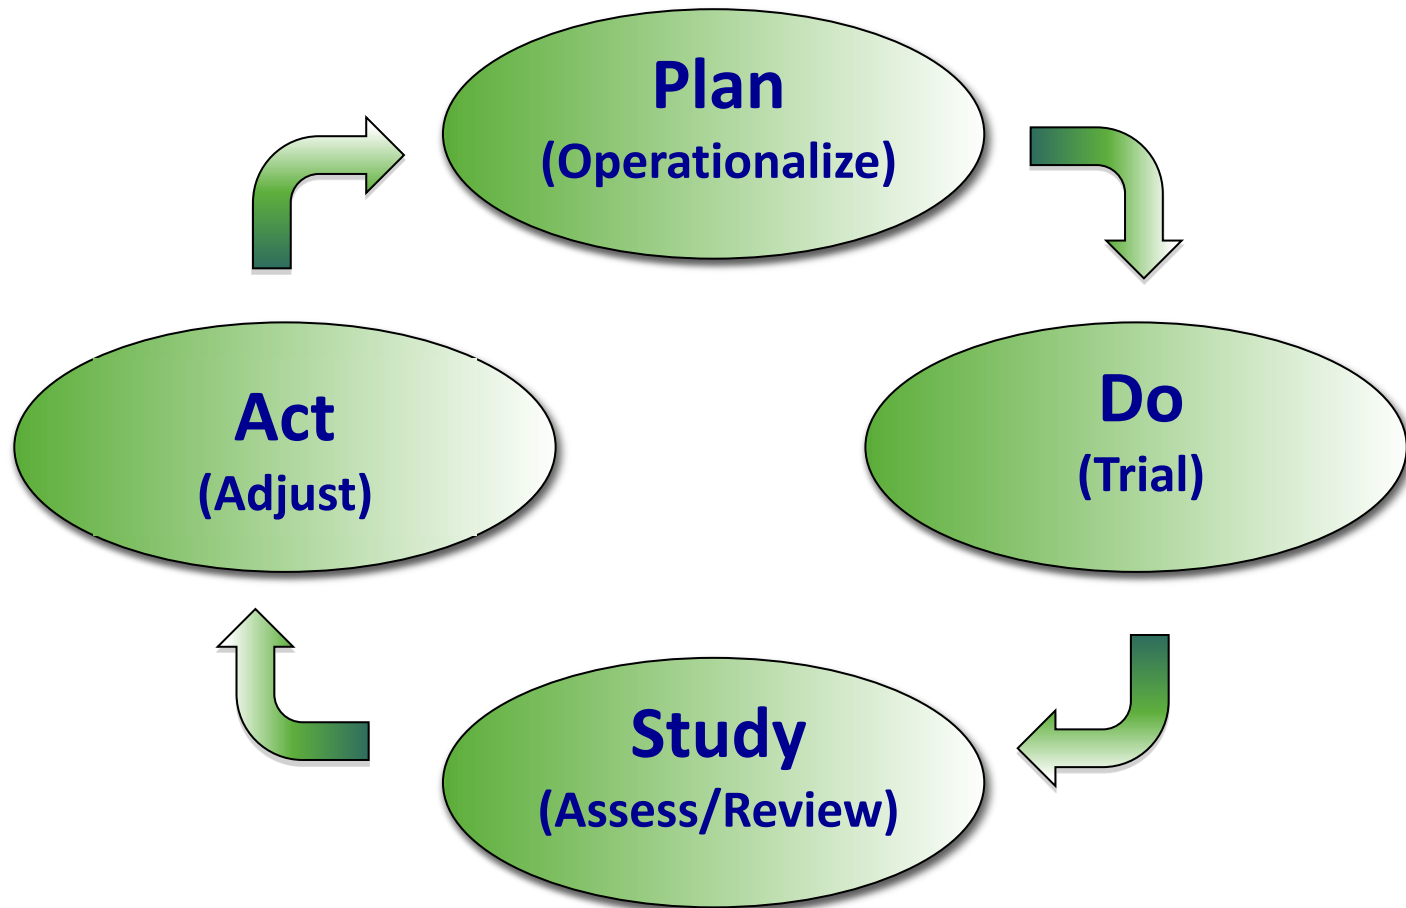 Plan
(Operationalize)
Do
(Trial)
Study
(Assess/Review)
Act
(Adjust)